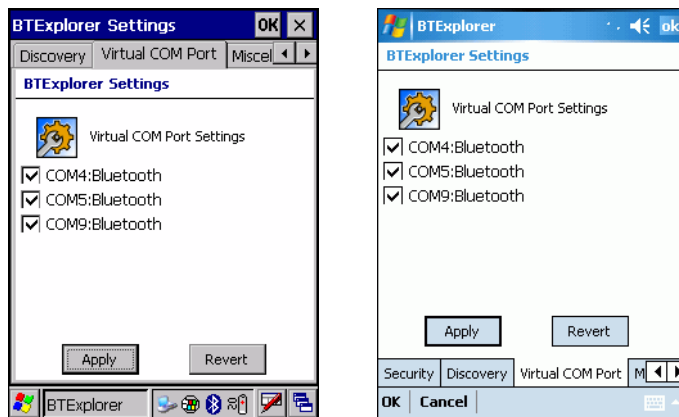 BTExplorer Settings OK
Discovery Virtual COM Port Miscel
BTExplorer Settings
Virtual COM Port Settings
COM4:Bluetooth
COM5:Bluetooth
COM9:Bluetooth
Apply Revert
BTExplorer
BTExplorer ok
BTExplorer Settings
Virtual COM Port Settings
COM4:Bluetooth
COM5:Bluetooth
COM9:Bluetooth
Apply Revert
Security Discovery Virtual COM Port M
OK Cancel